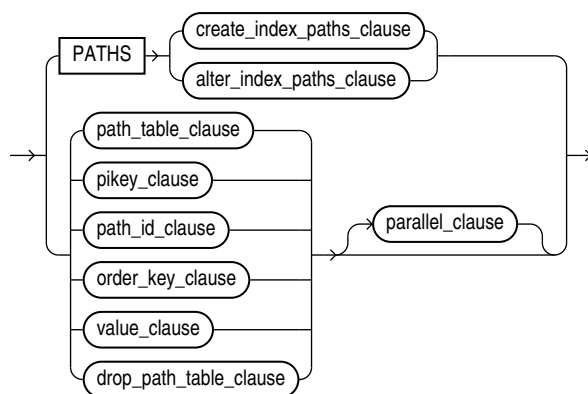 create_index_paths_clause
PATHS
alter_index_paths_clause
path_table_clause
pikey_clause
path_id_clause
parallel_clause
order_key_clause
value_clause
drop_path_table_clause